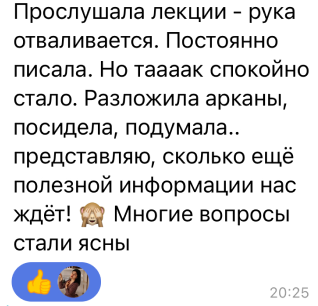 Прослушала лекции - рука
отваливается. Постоянно
писала. Но таааак спокойно
стало. Разложила арканы,
посидела, подумала..
представляю, сколько ещё
полезной информации нас
ждёт! 🙈 Многие вопросы
стали ясны
20:25